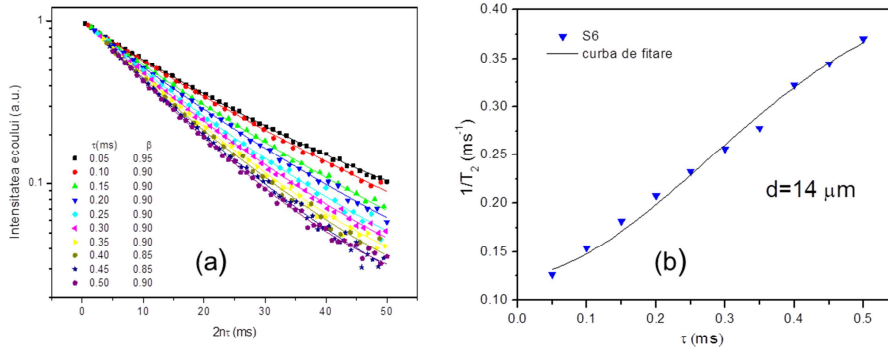 1
0.1
Intensitatea ecoului (a.u.)
τ(ms) β
0.05 0.95
0.10 0.90
0.15 0.90
0.20 0.90
0.25 0.90
0.30 0.90
0.35 0.90
0.40 0.85
0.45 0.85
0.50 0.90
(a)
0 10 20 30 40 50
2nτ (ms)
0.40
0.35
0.30
0.25
0.20
0.15
0.10
1/T2 (ms-1)
S6
curba de fitare
d=14 μm
(b)
0.0 0.1 0.2 0.3 0.4 0.5
τ (ms)